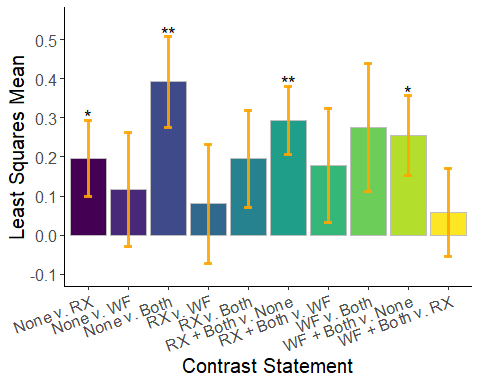 Least Squares Mean
0.5
0.4
0.3
0.2
0.1
0.0
-0.1
*
**
**
*
None v. RX
None v. WF
None v. Both
RX v. WF
RX v. Both
RX + Both v. None
RX + Both v. WF
WF v. Both
WF + Both v. None
WF + Both v. RX
Contrast Statement